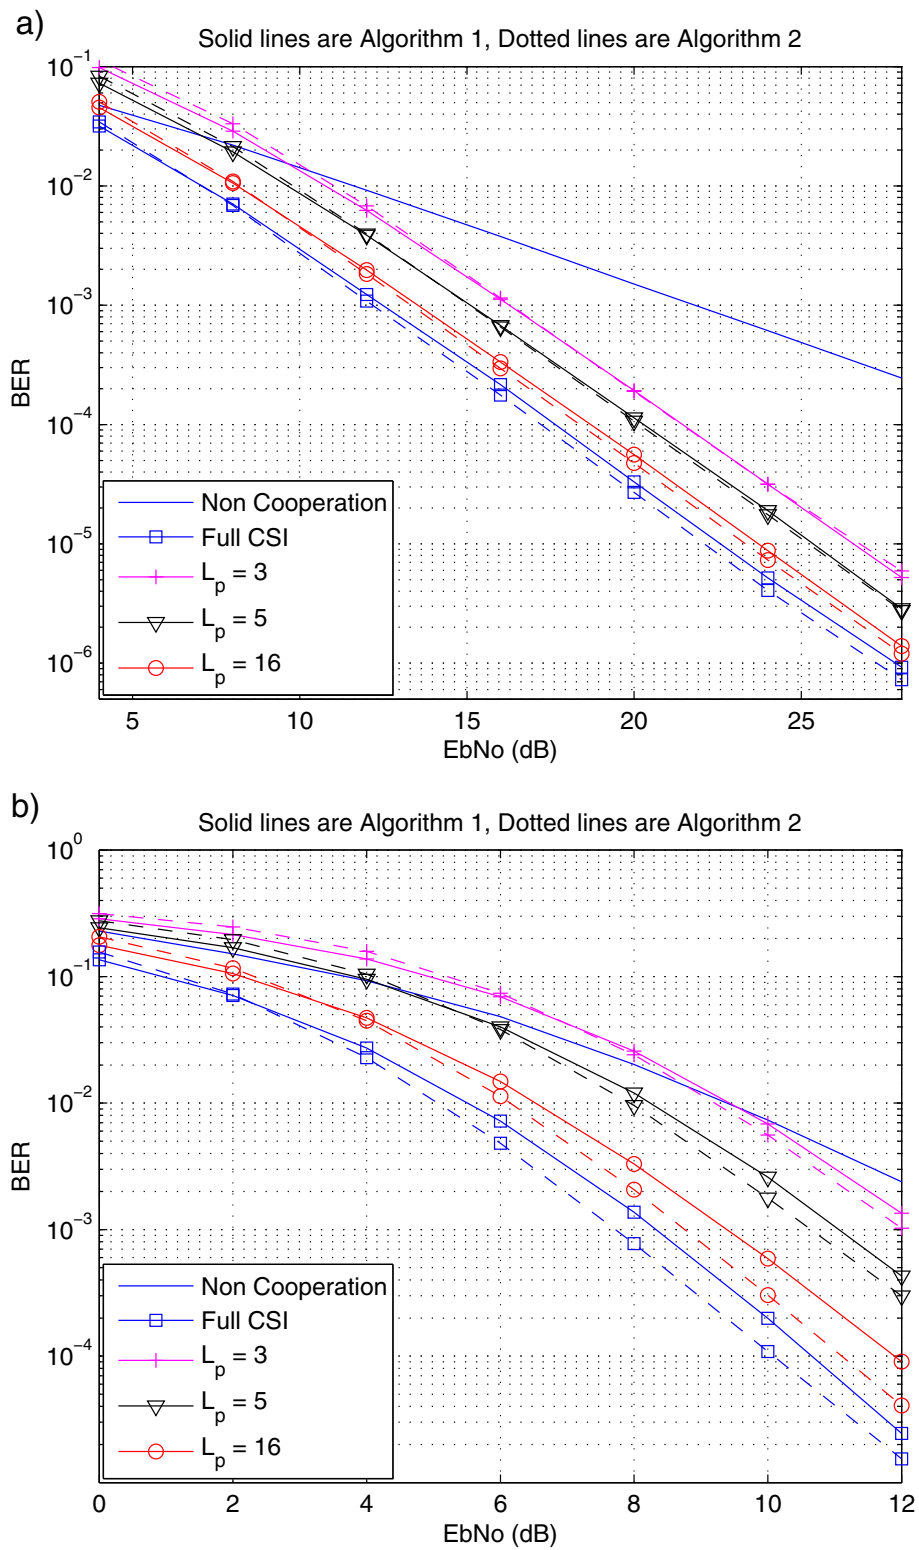 a)
Solid lines are Algorithm 1, Dotted lines are Algorithm 2
10^-1
10^-2
10^-3
10^-4
10^-5
10^-6
BER
Non Cooperation
Full CSI
L_p = 3
L_p = 5
L_p = 16
5 10 15 20 25
EbNo (dB)
b)
Solid lines are Algorithm 1, Dotted lines are Algorithm 2
10^0
10^-1
10^-2
10^-3
10^-4
BER
Non Cooperation
Full CSI
L_p = 3
L_p = 5
L_p = 16
0 2 4 6 8 10 12
EbNo (dB)